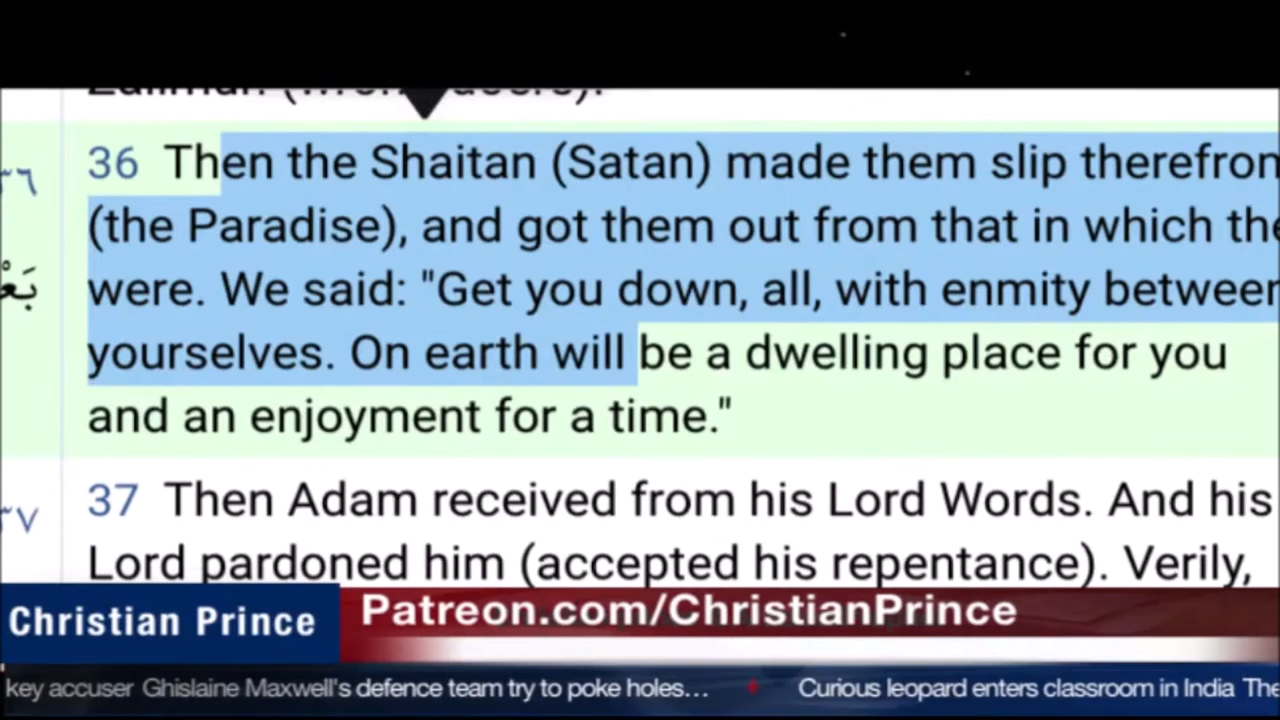 36 Then the Shaitan (Satan) made them slip therefron
٣٦
(the Paradise), and got them out from that in which the
were. We said: "Get you down, all, with enmity between
yourselves. On earth will be a dwelling place for you
and an enjoyment for a time."
37 Then Adam received from his Lord Words. And his
٣٧
Lord pardoned him (accepted his repentance). Verily,
Christian Prince
Patreon.com/ChristianPrince
key accuser Ghislaine Maxwell's defence team try to poke holes... Curious leopard enters classroom in India The